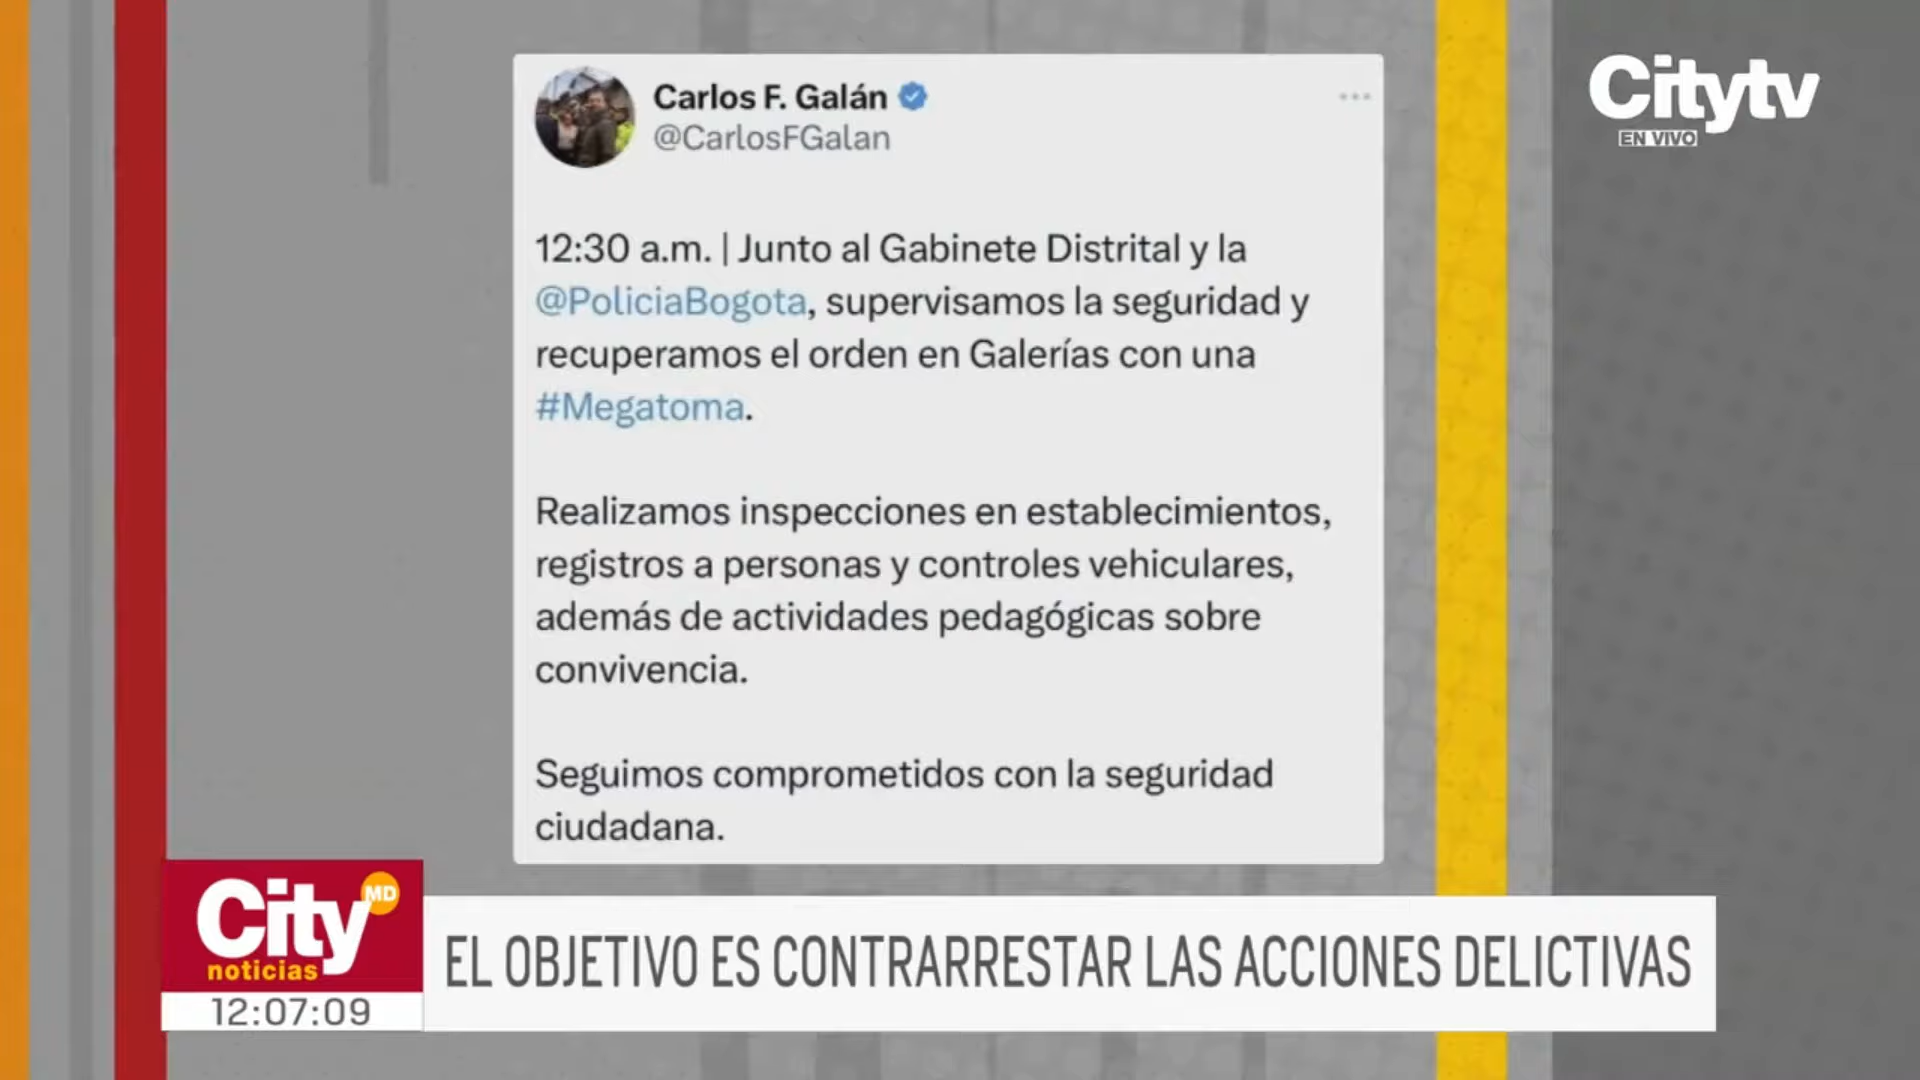 Carlos F. Galán
@CarlosFGalan
12:30 a.m. | Junto al Gabinete Distrital y la
@PoliciaBogota, supervisamos la seguridad y
recuperamos el orden en Galerías con una
#Megatoma.
Realizamos inspecciones en establecimientos,
registros a personas y controles vehiculares,
además de actividades pedagógicas sobre
convivencia.
Seguimos comprometidos con la seguridad
ciudadana.
Citytv
EN VIVO
City MD
noticias
12:07:09
EL OBJETIVO ES CONTRARRESTAR LAS ACCIONES DELICTIVAS